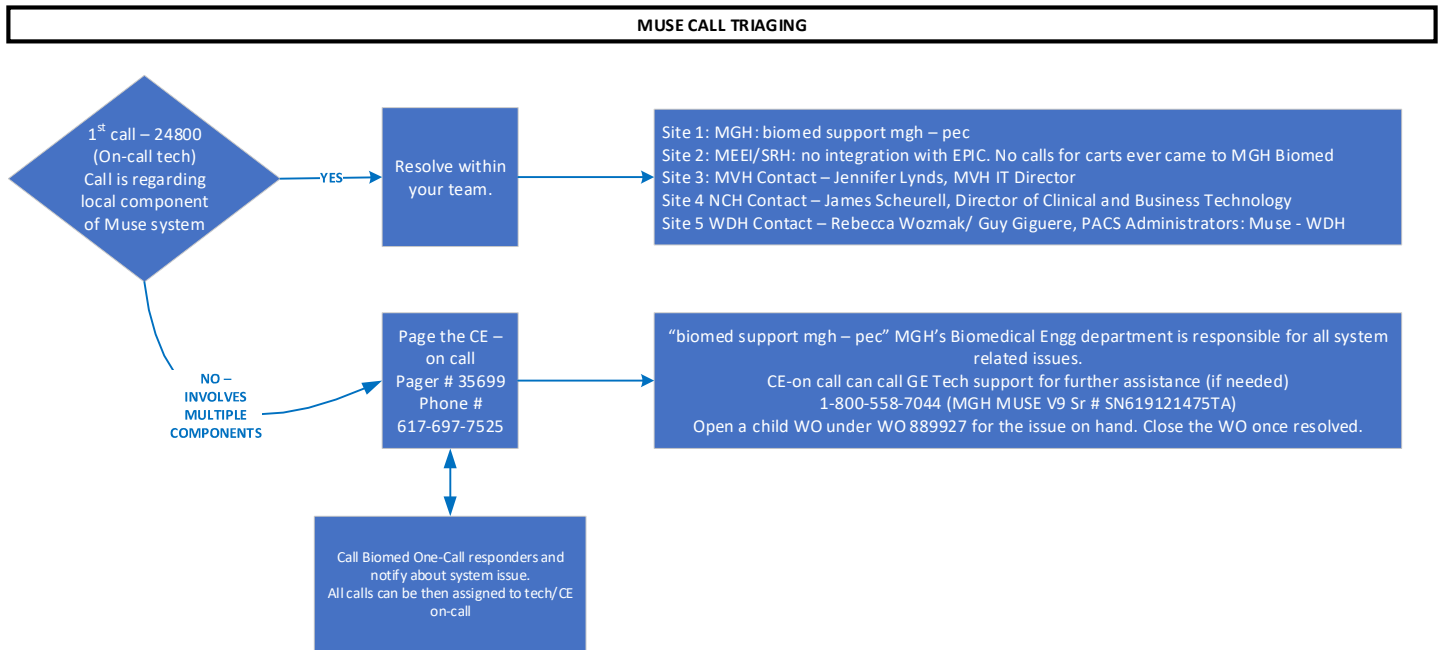 MUSE CALL TRIAGING
1st call – 24800
(On-call tech)
Call is regarding
local component
of Muse system
YES
Resolve within
your team.
Site 1: MGH: biomed support mgh – pec
Site 2: MEEI/SRH: no integration with EPIC. No calls for carts ever came to MGH Biomed
Site 3: MVH Contact – Jennifer Lynds, MVH IT Director
Site 4 NCH Contact – James Scheurell, Director of Clinical and Business Technology
Site 5 WDH Contact – Rebecca Wozmak/ Guy Giguere, PACS Administrators: Muse - WDH
NO –
INVOLVES
MULTIPLE
COMPONENTS
Page the CE –
on call
Pager # 35699
Phone #
617-697-7525
“biomed support mgh – pec” MGH’s Biomedical Engg department is responsible for all system
related issues.
CE-on call can call GE Tech support for further assistance (if needed)
1-800-558-7044 (MGH MUSE V9 Sr # SN619121475TA)
Open a child WO under WO 889927 for the issue on hand. Close the WO once resolved.
Call Biomed One-Call responders and
notify about system issue.
All calls can be then assigned to tech/CE
on-call